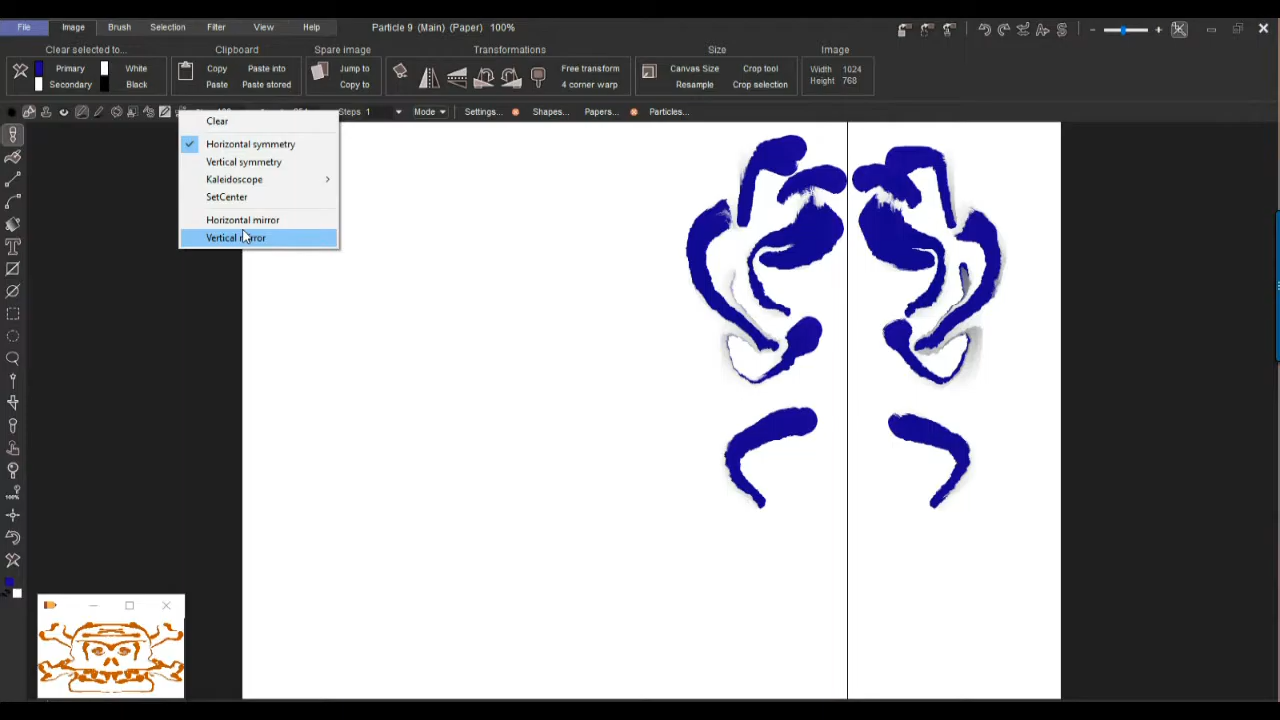 File Image Brush Selection Filter View Help Particle 9 (Main) (Paper) 100%
Clear selected to... Clipboard Spare image Transformations Size Image
Primary White Copy Paste into Jump to Free transform Canvas Size Crop tool Width 1024
Secondary Black Paste Paste stored Copy to 4 corner warp Resample Crop selection Height 768
Steps 1 Mode Settings... Shapes... Papers... Particles...
Clear
Horizontal symmetry
Vertical symmetry
Kaleidoscope
SetCenter
Horizontal mirror
Vertical mirror
100%